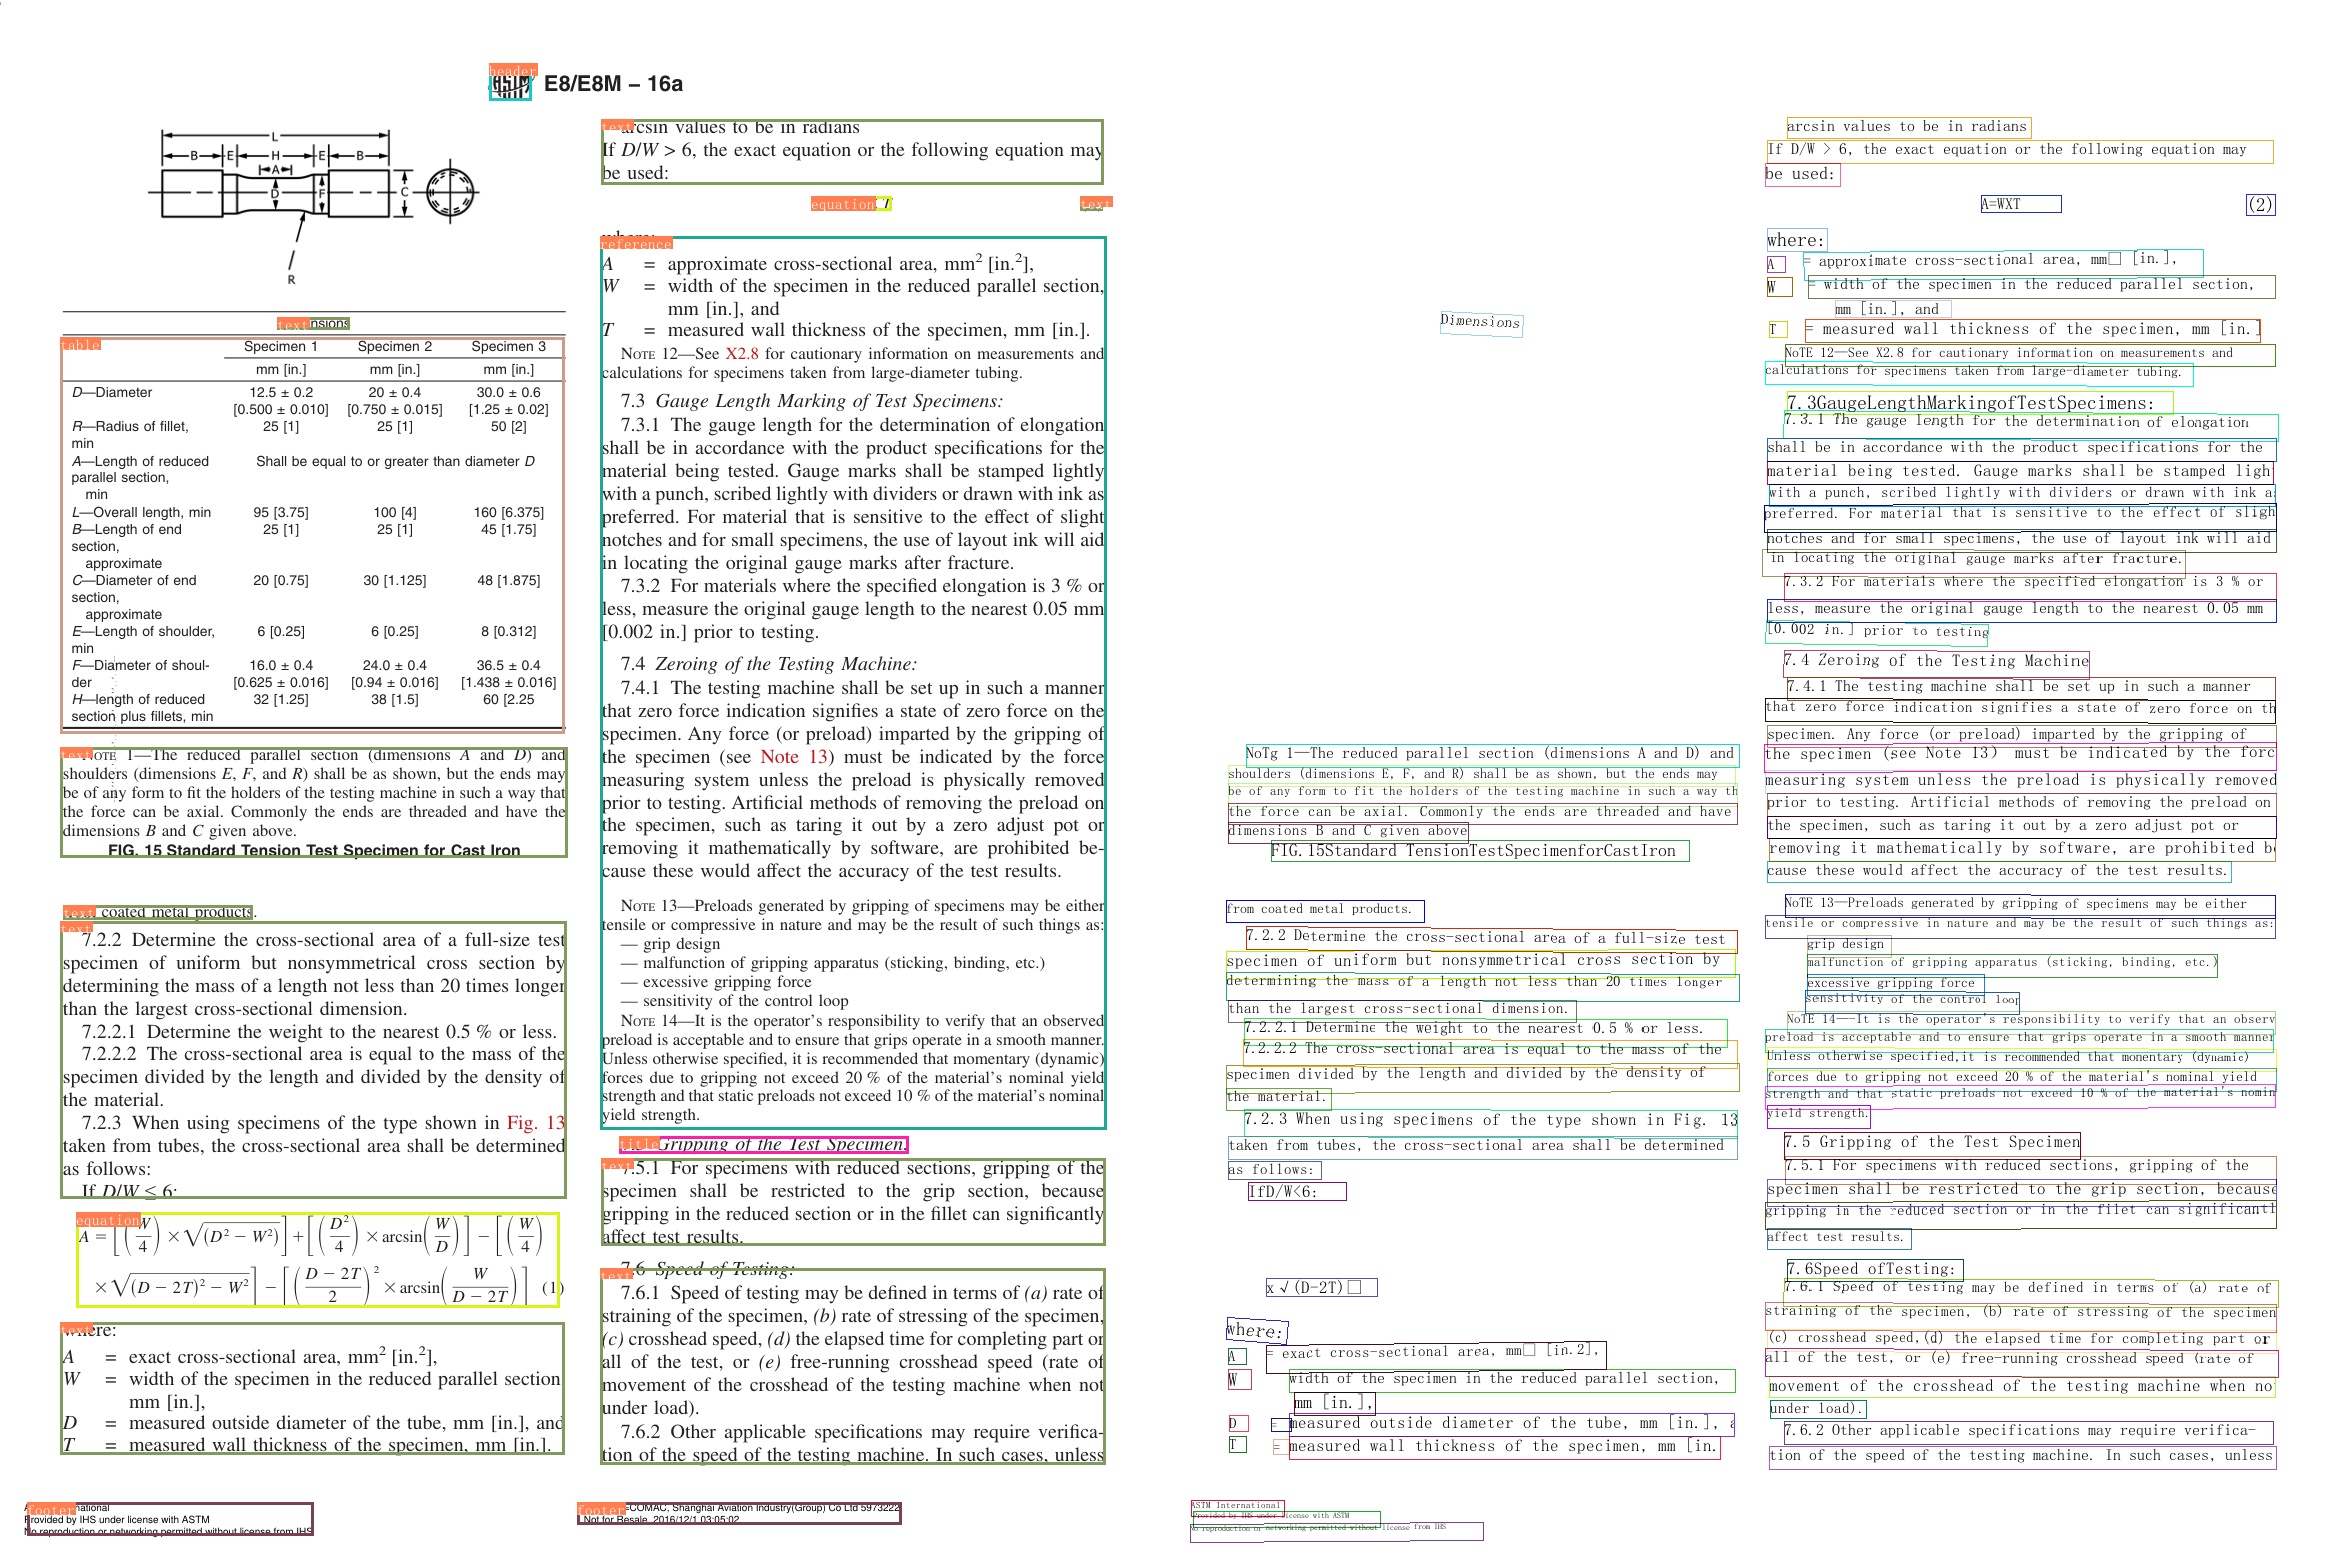 header
ASTM E8/E8M – 16a
L
B E H E B
A
D F C
R
text nsions
table
Specimen 1 Specimen 2 Specimen 3
mm [in.] mm [in.] mm [in.]
D—Diameter 12.5 ± 0.2 20 ± 0.4 30.0 ± 0.6
[0.500 ± 0.010] [0.750 ± 0.015] [1.25 ± 0.02]
R—Radius of fillet, 25 [1] 25 [1] 50 [2]
min
A—Length of reduced Shall be equal to or greater than diameter D
parallel section,
min
L—Overall length, min 95 [3.75] 100 [4] 160 [6.375]
B—Length of end 25 [1] 25 [1] 45 [1.75]
section,
approximate
C—Diameter of end 20 [0.75] 30 [1.125] 48 [1.875]
section,
approximate
E—Length of shoulder, 6 [0.25] 6 [0.25] 8 [0.312]
min
F—Diameter of shoul- 16.0 ± 0.4 24.0 ± 0.4 36.5 ± 0.4
der [0.625 ± 0.016] [0.94 ± 0.016] [1.438 ± 0.016]
H—length of reduced 32 [1.25] 38 [1.5] 60 [2.25
section plus fillets, min
text
NOTE 1—The reduced parallel section (dimensions A and D) and
shoulders (dimensions E, F, and R) shall be as shown, but the ends may
be of any form to fit the holders of the testing machine in such a way that
the force can be axial. Commonly the ends are threaded and have the
dimensions B and C given above.
FIG. 15 Standard Tension Test Specimen for Cast Iron
text coated metal products.
text
7.2.2 Determine the cross-sectional area of a full-size test
specimen of uniform but nonsymmetrical cross section by
determining the mass of a length not less than 20 times longer
than the largest cross-sectional dimension.
7.2.2.1 Determine the weight to the nearest 0.5 % or less.
7.2.2.2 The cross-sectional area is equal to the mass of the
specimen divided by the length and divided by the density of
the material.
7.2.3 When using specimens of the type shown in Fig. 13
taken from tubes, the cross-sectional area shall be determined
as follows:
If D/W ≤ 6:
equation
A = [(W/4) × √(D² − W²)] + [(D²/4) × arcsin(W/D)] − [(W/4)
× √(D − 2T)² − W²] − [((D − 2T)/2)² × arcsin(W/(D − 2T))] (1)
text
where:
A = exact cross-sectional area, mm² [in.²],
W = width of the specimen in the reduced parallel section
mm [in.],
D = measured outside diameter of the tube, mm [in.], and
T = measured wall thickness of the specimen, mm [in.].
text
arcsin values to be in radians
If D/W > 6, the exact equation or the following equation may
be used:
equation T text
where:
reference
A = approximate cross-sectional area, mm² [in.²],
W = width of the specimen in the reduced parallel section,
mm [in.], and
T = measured wall thickness of the specimen, mm [in.].
NOTE 12—See X2.8 for cautionary information on measurements and
calculations for specimens taken from large-diameter tubing.
7.3 Gauge Length Marking of Test Specimens:
7.3.1 The gauge length for the determination of elongation
shall be in accordance with the product specifications for the
material being tested. Gauge marks shall be stamped lightly
with a punch, scribed lightly with dividers or drawn with ink as
preferred. For material that is sensitive to the effect of slight
notches and for small specimens, the use of layout ink will aid
in locating the original gauge marks after fracture.
7.3.2 For materials where the specified elongation is 3 % or
less, measure the original gauge length to the nearest 0.05 mm
[0.002 in.] prior to testing.
7.4 Zeroing of the Testing Machine:
7.4.1 The testing machine shall be set up in such a manner
that zero force indication signifies a state of zero force on the
specimen. Any force (or preload) imparted by the gripping of
the specimen (see Note 13) must be indicated by the force
measuring system unless the preload is physically removed
prior to testing. Artificial methods of removing the preload on
the specimen, such as taring it out by a zero adjust pot or
removing it mathematically by software, are prohibited be-
cause these would affect the accuracy of the test results.
NOTE 13—Preloads generated by gripping of specimens may be either
tensile or compressive in nature and may be the result of such things as:
— grip design
— malfunction of gripping apparatus (sticking, binding, etc.)
— excessive gripping force
— sensitivity of the control loop
NOTE 14—It is the operator's responsibility to verify that an observed
preload is acceptable and to ensure that grips operate in a smooth manner.
Unless otherwise specified, it is recommended that momentary (dynamic)
forces due to gripping not exceed 20 % of the material's nominal yield
strength and that static preloads not exceed 10 % of the material's nominal
yield strength.
title Gripping of the Test Specimen:
text
7.5.1 For specimens with reduced sections, gripping of the
specimen shall be restricted to the grip section, because
gripping in the reduced section or in the fillet can significantly
affect test results.
7.6 Speed of Testing:
text
7.6.1 Speed of testing may be defined in terms of (a) rate of
straining of the specimen, (b) rate of stressing of the specimen,
(c) crosshead speed, (d) the elapsed time for completing part or
all of the test, or (e) free-running crosshead speed (rate of
movement of the crosshead of the testing machine when not
under load).
7.6.2 Other applicable specifications may require verifica-
tion of the speed of the testing machine. In such cases, unless
footer national
Provided by IHS under license with ASTM
No reproduction or networking permitted without license from IHS
footer =COMAC, Shanghai Aviation Industry(Group) Co Ltd 5973222
Not for Resale, 2016/12/1 03:05:02
Dimensions
NoTg 1—The reduced parallel section (dimensions A and D) and
shoulders (dimensions E, F, and R) shall be as shown, but the ends may
be of any form to fit the holders of the testing machine in such a way th
the force can be axial. Commonly the ends are threaded and have
dimensions B and C given above
FIG.15Standard TensionTestSpecimenforCastIron
from coated metal products.
7.2.2 Determine the cross-sectional area of a full-size test
specimen of uniform but nonsymmetrical cross section by
determining the mass of a length not less than 20 times longer
than the largest cross-sectional dimension.
7.2.2.1 Determine the weight to the nearest 0.5 % or less.
7.2.2.2 The cross-sectional area is equal to the mass of the
specimen divided by the length and divided by the density of
the material.
7.2.3 When using specimens of the type shown in Fig. 13
taken from tubes, the cross-sectional area shall be determined
as follows:
IfD/W<6:
x√(D-2T)□
where:
A = exact cross-sectional area, mm□ [in.2],
W width of the specimen in the reduced parallel section,
mm [in.],
D = measured outside diameter of the tube, mm [in.], a
T = measured wall thickness of the specimen, mm [in.
ASTM International
Provided by IHS under license with ASTM
No reproduction or networking permitted without license from IHS
arcsin values to be in radians
If D/W > 6, the exact equation or the following equation may
be used:
A=WXT (2)
where:
A = approximate cross-sectional area, mm□ [in.],
W = width of the specimen in the reduced parallel section,
mm [in.], and
T = measured wall thickness of the specimen, mm [in.]
NoTE 12—See X2.8 for cautionary information on measurements and
calculations for specimens taken from large-diameter tubing.
7.3GaugeLengthMarkingofTestSpecimens:
7.3.1 The gauge length for the determination of elongation
shall be in accordance with the product specifications for the
material being tested. Gauge marks shall be stamped ligh
with a punch, scribed lightly with dividers or drawn with ink a
preferred. For material that is sensitive to the effect of sligh
notches and for small specimens, the use of layout ink will aid
in locating the original gauge marks after fracture.
7.3.2 For materials where the specified elongation is 3 % or
less, measure the original gauge length to the nearest 0.05 mm
[0.002 in.] prior to testing
7.4 Zeroing of the Testing Machine
7.4.1 The testing machine shall be set up in such a manner
that zero force indication signifies a state of zero force on th
specimen. Any force (or preload) imparted by the gripping of
the specimen (see Note 13) must be indicated by the forc
measuring system unless the preload is physically removed
prior to testing. Artificial methods of removing the preload on
the specimen, such as taring it out by a zero adjust pot or
removing it mathematically by software, are prohibited be
cause these would affect the accuracy of the test results.
NoTE 13—Preloads generated by gripping of specimens may be either
tensile or compressive in nature and may be the result of such things as:
grip design
malfunction of gripping apparatus (sticking, binding, etc.)
excessive gripping force
sensitivity of the control loop
NoTE 14—-It is the operator's responsibility to verify that an observ
preload is acceptable and to ensure that grips operate in a smooth manner
Unless otherwise specified,it is recommended that momentary (dynamic)
forces due to gripping not exceed 20 % of the material's nominal yield
strength and that static preloads not exceed 10 % of the material's nomin
yield strength.
7.5 Gripping of the Test Specimen
7.5.1 For specimens with reduced sections, gripping of the
specimen shall be restricted to the grip section, because
gripping in the reduced section or in the fillet can significantl
affect test results.
7.6Speed ofTesting:
7.6.1 Speed of testing may be defined in terms of (a) rate of
straining of the specimen, (b) rate of stressing of the specimen
(c) crosshead speed,(d) the elapsed time for completing part or
all of the test, or (e) free-running crosshead speed (rate of
movement of the crosshead of the testing machine when no
under load).
7.6.2 Other applicable specifications may require verifica-
tion of the speed of the testing machine. In such cases, unless